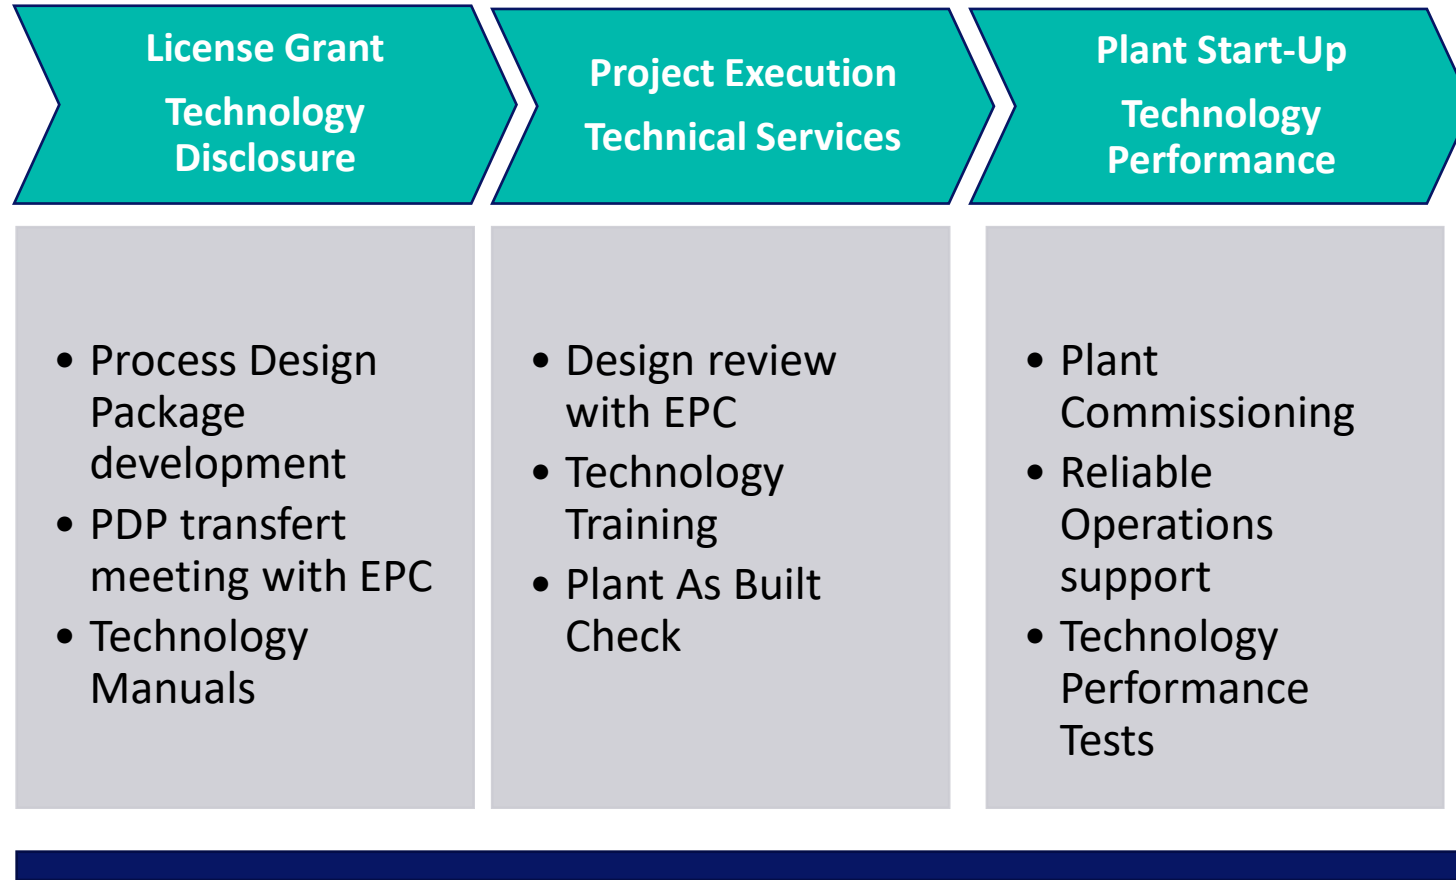 License Grant
Technology
Disclosure
Project Execution
Technical Services
Plant Start-Up
Technology
Performance
• Process Design
Package
development
• PDP transfert
meeting with EPC
• Technology
Manuals
• Design review
with EPC
• Technology
Training
• Plant As Built
Check
• Plant
Commissioning
• Reliable
Operations
support
• Technology
Performance
Tests